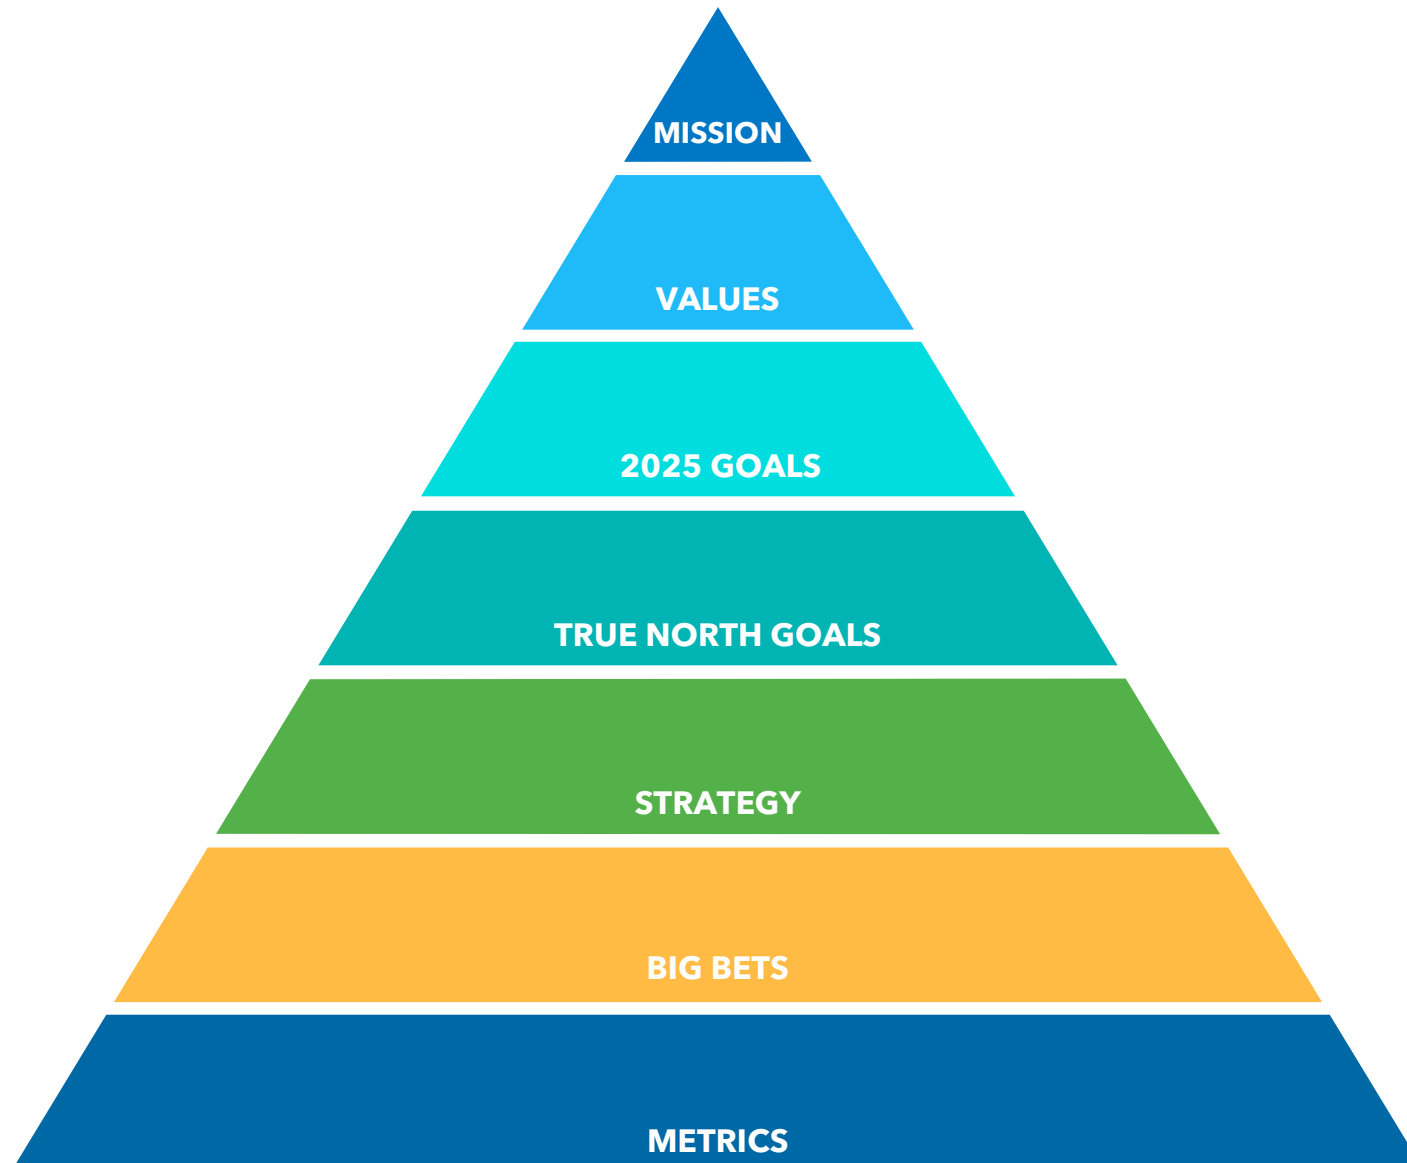 MISSION
VALUES
2025 GOALS
TRUE NORTH GOALS
STRATEGY
BIG BETS
METRICS